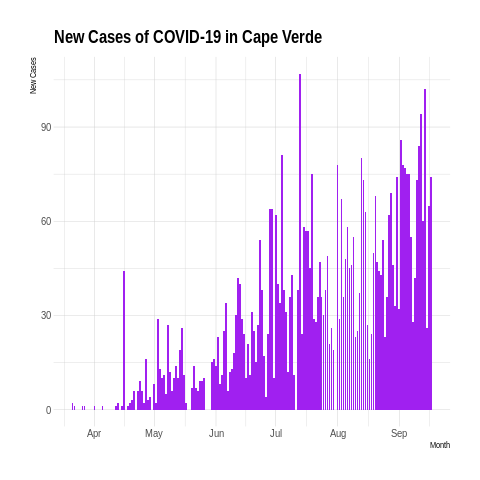 New Cases of COVID-19 in Cape Verde
New Cases
90
60
30
0
Apr May Jun Jul Aug Sep
Month